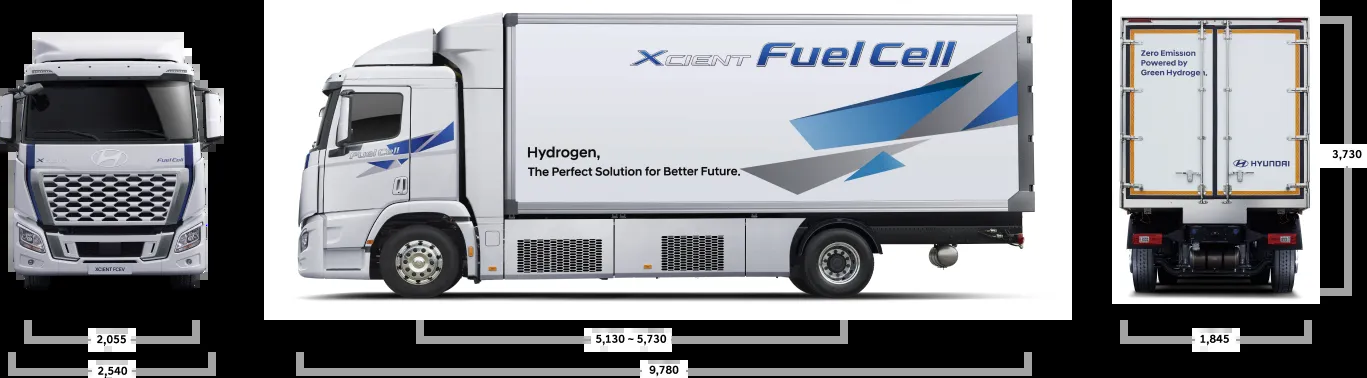 X
FuelCell
XCIENT FCEV
2,055
2,540
XCIENT Fuel Cell
Fuel Cell
Hydrogen,
The Perfect Solution for Better Future.
5,130 ~ 5,730
9,780
Zero Emission
Powered by
Green Hydrogen.
HYUNDAI
3,730
1,845